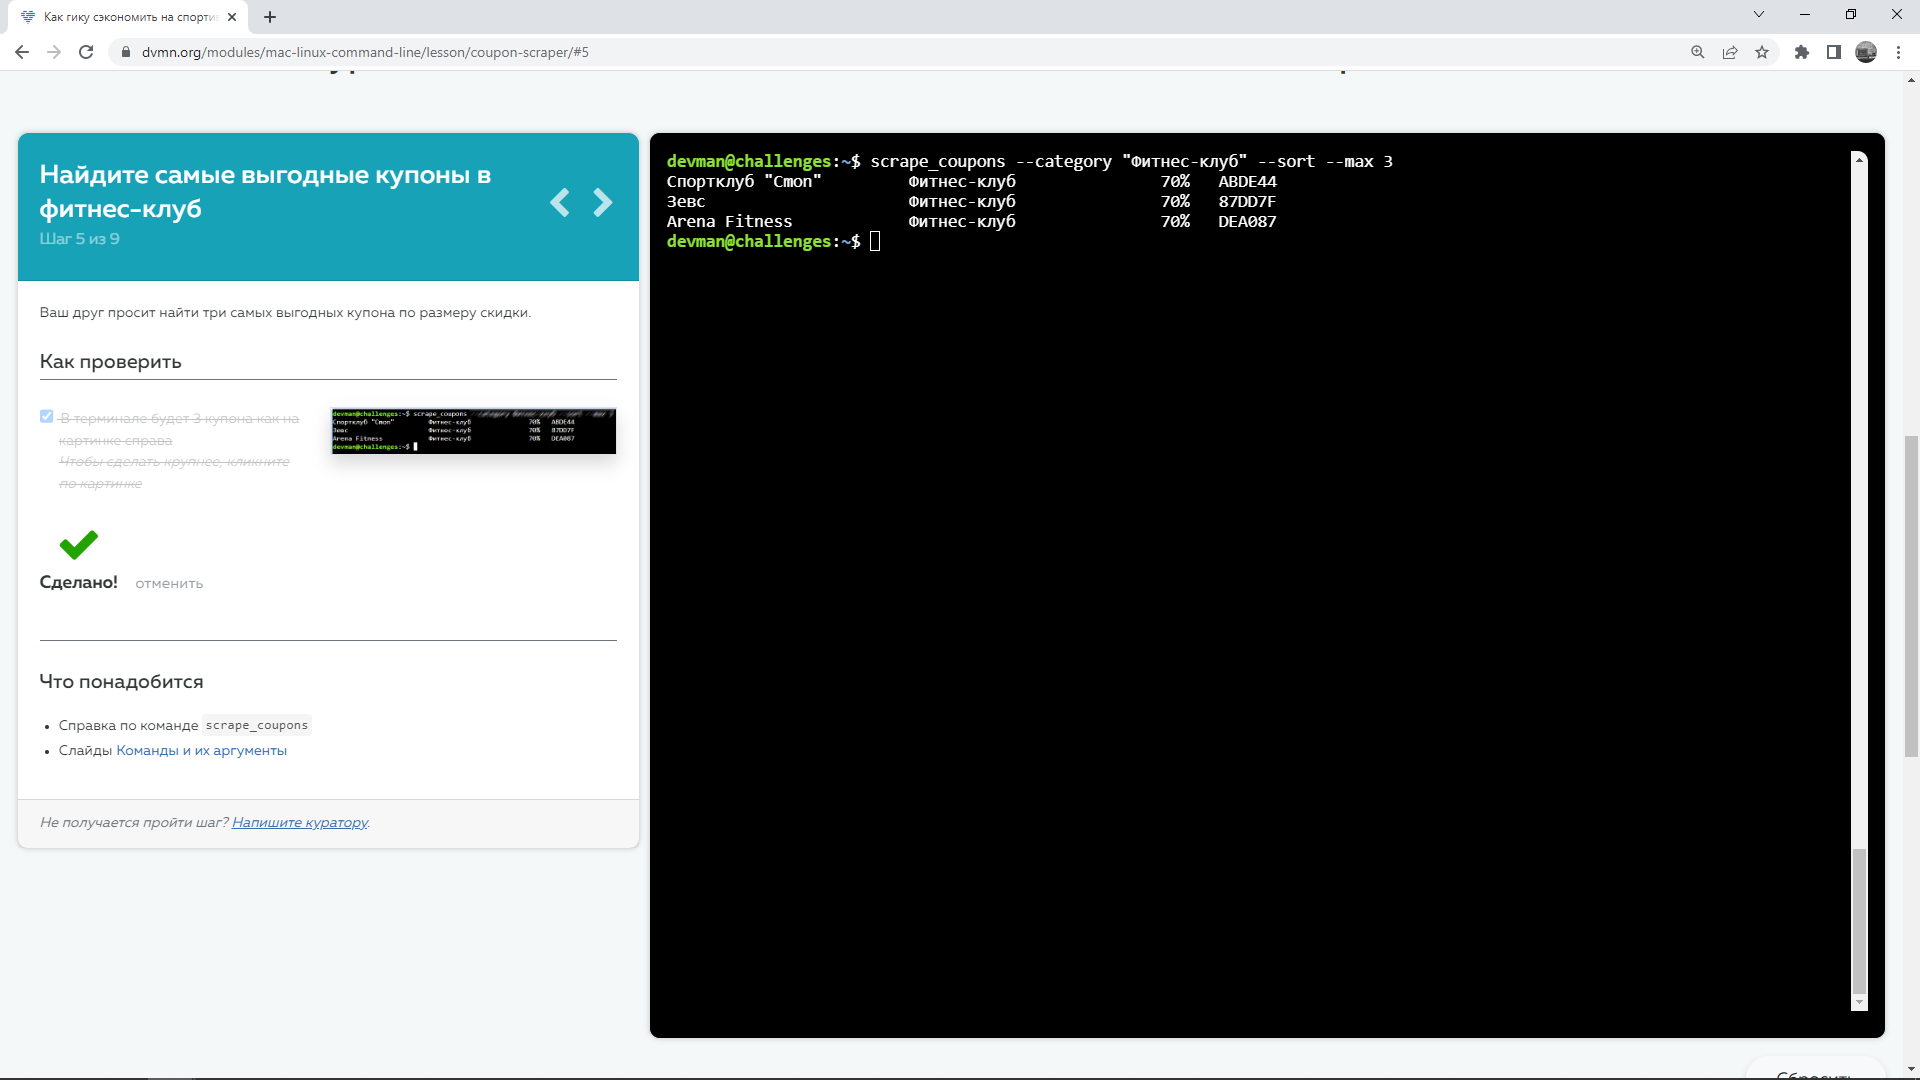 Как гику сэкономить на спорти
dvmn.org/modules/mac-linux-command-line/lesson/coupon-scraper/#5
Найдите самые выгодные купоны в
фитнес-клуб
Шаг 5 из 9
Ваш друг просит найти три самых выгодных купона по размеру скидки.
Как проверить
В терминале будет 3 купона как на
картинке справа
Чтобы сделать крупнее, кликните
по картинке
devman@challenges:~$ scrape_coupons
Спортклуб "Стоп" Фитнес-клуб 70% ABDE44
Зевс Фитнес-клуб 70% 87DD7F
Arena Fitness Фитнес-клуб 70% DEA087
devman@challenges:~$
Сделано! отменить
Что понадобится
Справка по команде scrape_coupons
Слайды Команды и их аргументы
Не получается пройти шаг? Напишите куратору.
devman@challenges:~$ scrape_coupons --category "Фитнес-клуб" --sort --max 3
Спортклуб "Стоп" Фитнес-клуб 70% ABDE44
Зевс Фитнес-клуб 70% 87DD7F
Arena Fitness Фитнес-клуб 70% DEA087
devman@challenges:~$